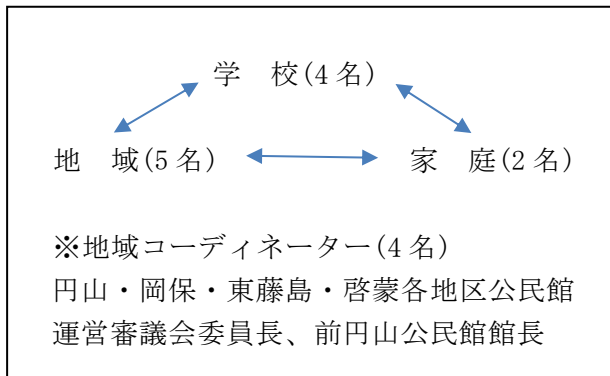 学　校(4名)
地　域(5名)
家　庭(2名)
※地域コーディネーター(4名)
円山・岡保・東藤島・啓蒙各地区公民館
運営審議会委員長、前円山公民館館長